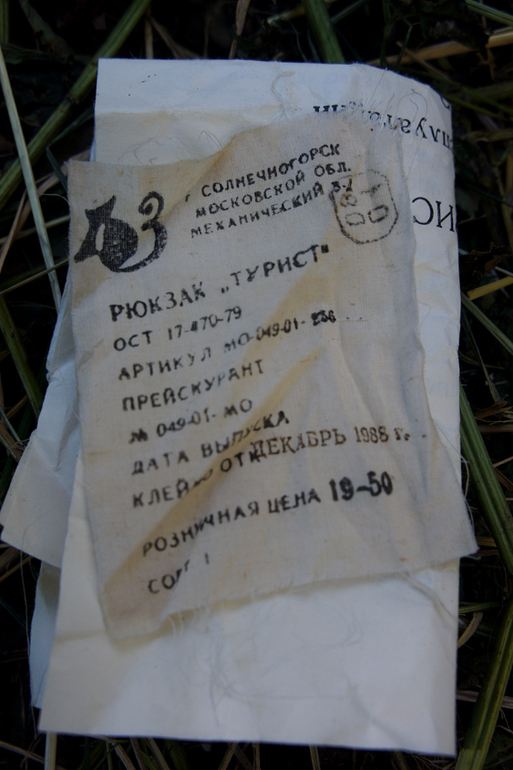 г. СОЛНЕЧНОГОРСК
МОСКОВСКОЙ ОБЛ.
МЕХАНИЧЕСКИЙ З-Д
РЮКЗАК „ТУРИСТ"
ОСТ 17-470-79
АРТИКУЛ МО-049-01-
ПРЕЙСКУРАНТ
№ 049-01-МО
ДАТА ВЫПУСКА ДЕКАБРЬ 1988 г.
КЛЕЙМО ОТК
РОЗНИЧНАЯ ЦЕНА 19-50
СОРТ 1